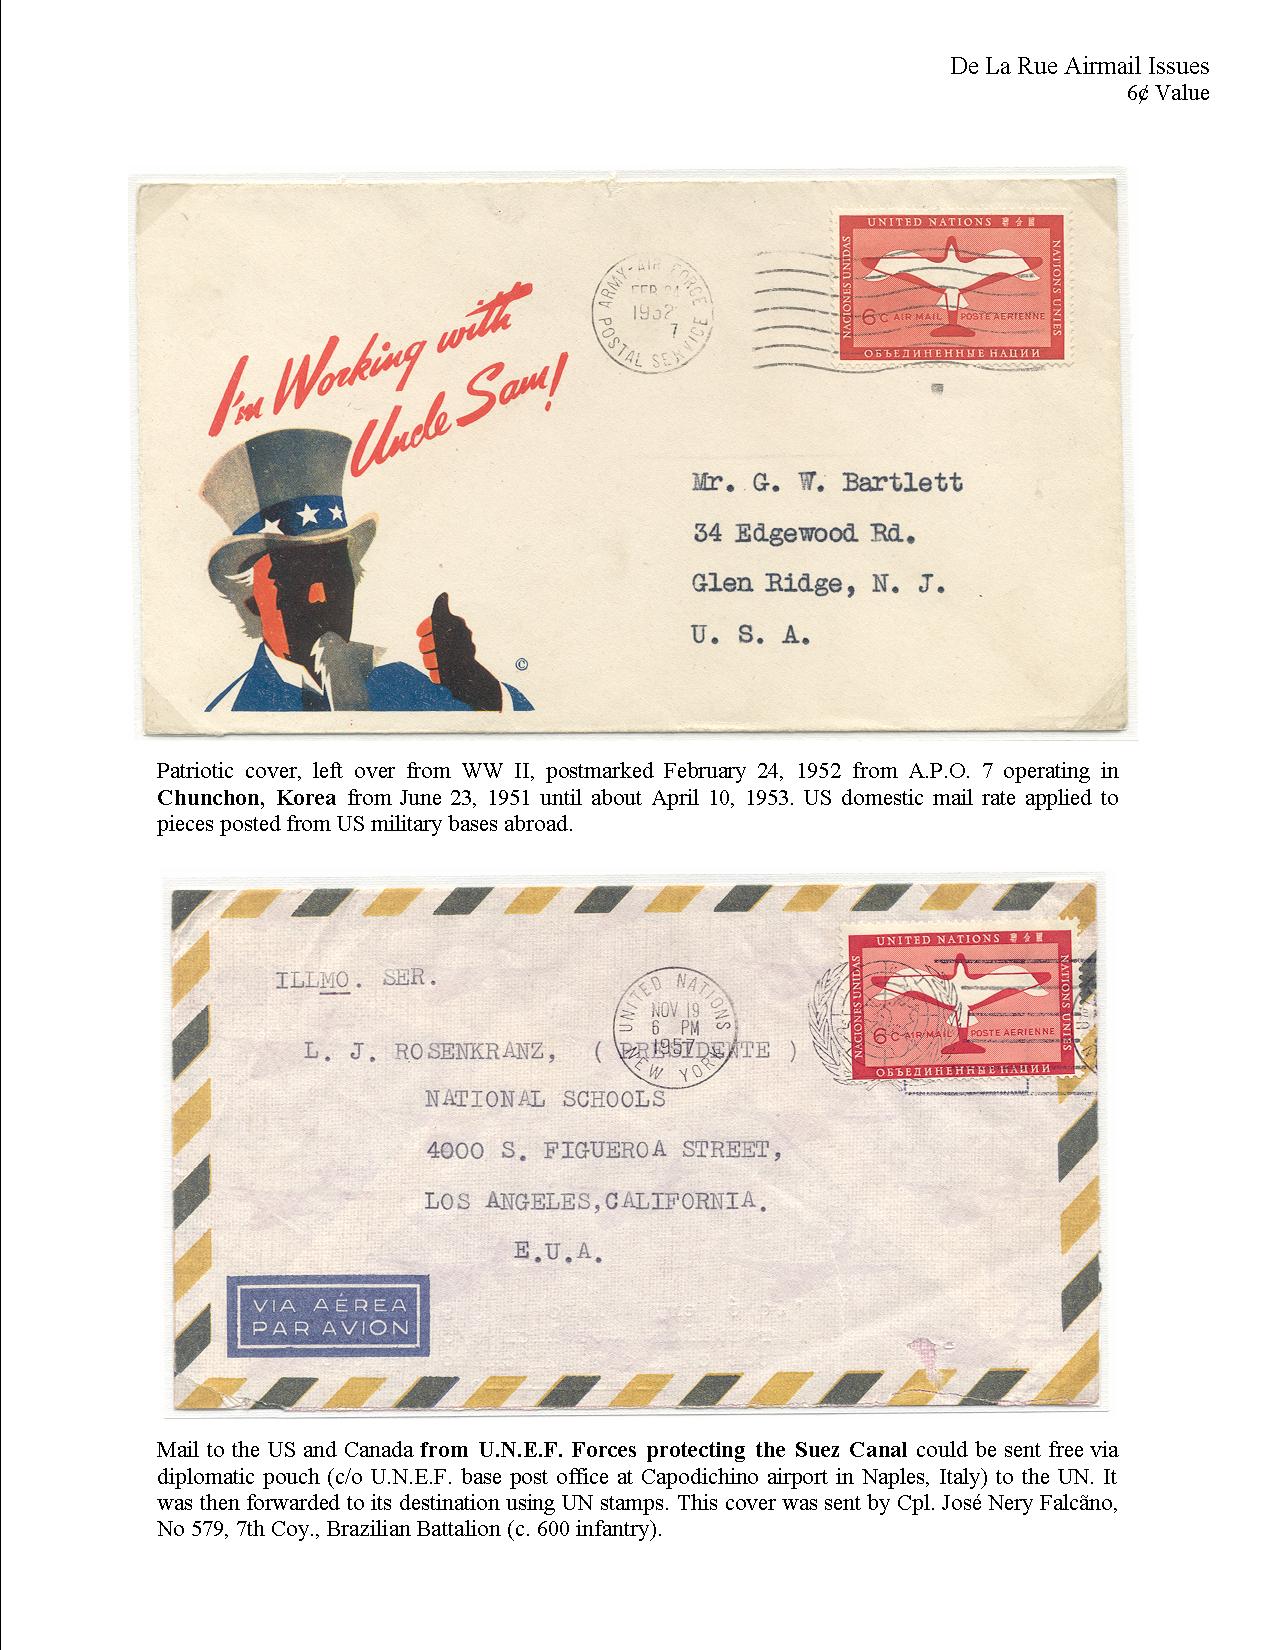 De La Rue Airmail Issues
6¢ Value
I'm Working with
Uncle Sam!
©
ARMY-AIR FORCE
FEB 24
1952
7
POSTAL SERVICE
UNITED NATIONS 聯合國
NACIONES UNIDAS
NATIONS UNIES
6C AIR MAIL POSTE AERIENNE
ОБЪЕДИНЕННЫЕ НАЦИИ
Mr. G. W. Bartlett
34 Edgewood Rd.
Glen Ridge, N. J.
U. S. A.
Patriotic cover, left over from WW II, postmarked February 24, 1952 from A.P.O. 7 operating in
Chunchon, Korea from June 23, 1951 until about April 10, 1953. US domestic mail rate applied to
pieces posted from US military bases abroad.
UNITED NATIONS 聯合國
NACIONES UNIDAS
NATIONS UNIES
6C AIR MAIL POSTE AERIENNE
ОБЪЕДИНЕННЫЕ НАЦИИ
UNITED NATIONS
NOV 19
6 PM
1957
NEW YORK
ILLMO. SER.
L. J. ROSENKRANZ, ( PRESIDENTE )
NATIONAL SCHOOLS
4000 S. FIGUEROA STREET,
LOS ANGELES,CALIFORNIA.
E.U.A.
VIA AÉREA
PAR AVION
Mail to the US and Canada from U.N.E.F. Forces protecting the Suez Canal could be sent free via
diplomatic pouch (c/o U.N.E.F. base post office at Capodichino airport in Naples, Italy) to the UN. It
was then forwarded to its destination using UN stamps. This cover was sent by Cpl. José Nery Falcãno,
No 579, 7th Coy., Brazilian Battalion (c. 600 infantry).